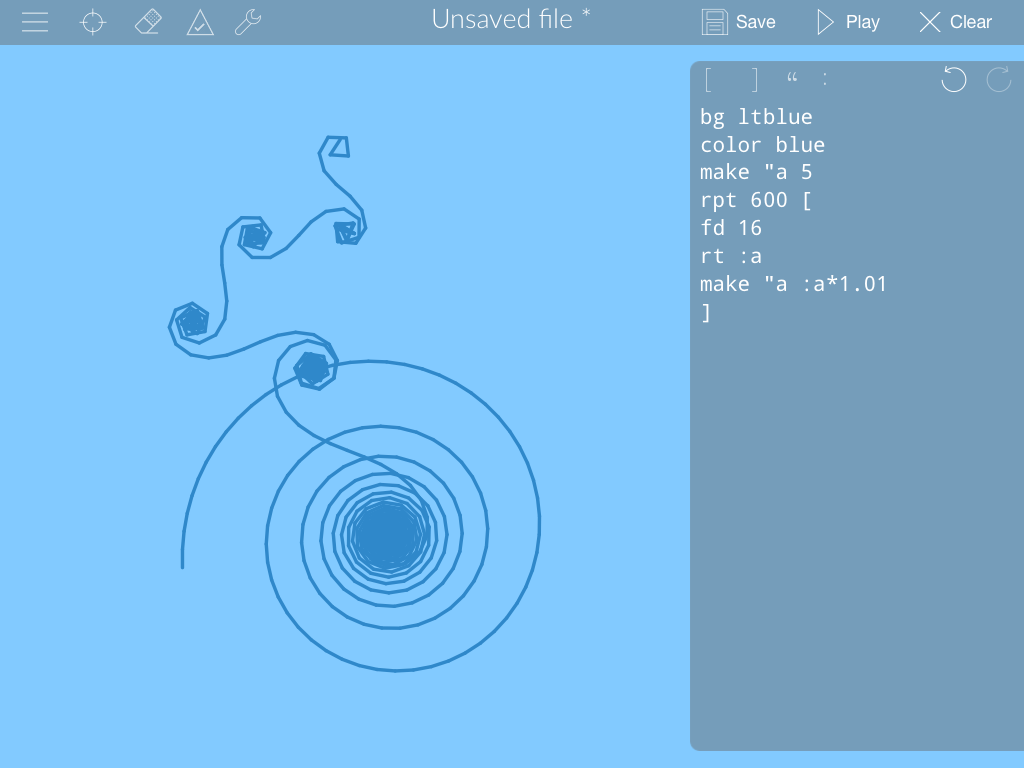 Unsaved file *
Save
Play
Clear
[ ] “ :
bg ltblue
color blue
make "a 5
rpt 600 [
fd 16
rt :a
make "a :a*1.01
]